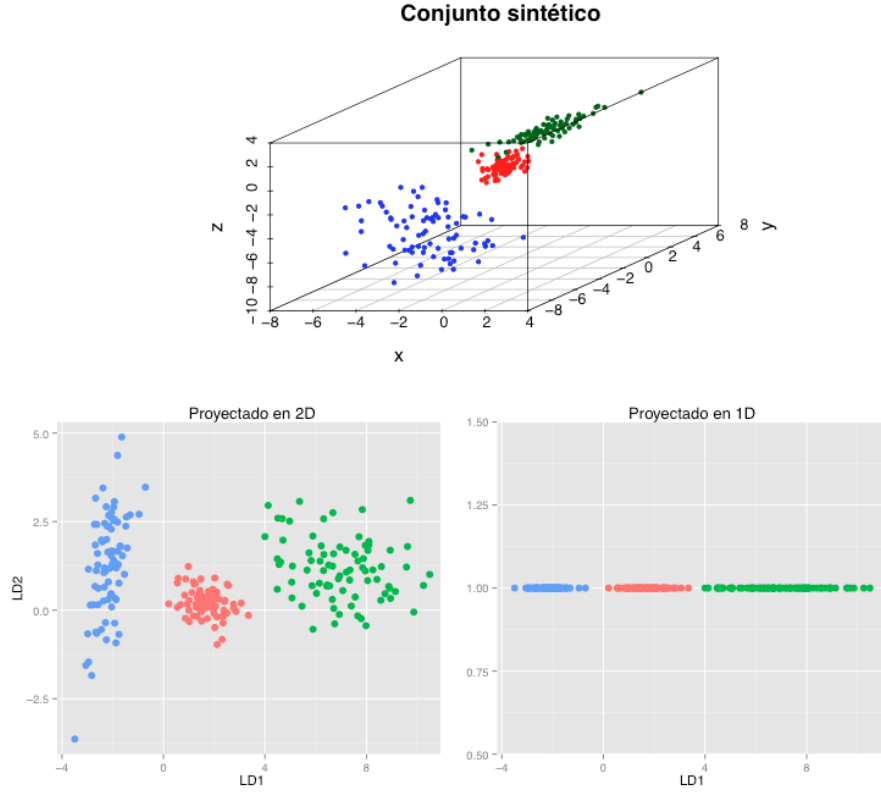 Conjunto sintético
4
2
0
−2
−4
−6
−8
−10
z
−8 −6 −4 −2 0 2 4
x
−8
−6
−4
−2
0
2
4
6
8
y
Proyectado en 2D
5.0
2.5
0.0
−2.5
LD2
−4 0 4 8
LD1
Proyectado en 1D
1.50
1.25
1.00
0.75
0.50
−4 0 4 8
LD1